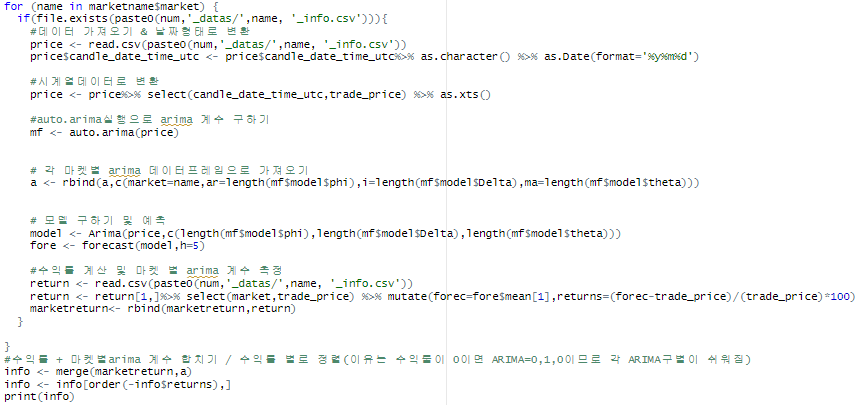 for (name in marketname$market) {
if(file.exists(paste0(num,'_datas/',name, '_info.csv'))){
#데이터 가져오기 & 날짜형태로 변환
price <- read.csv(paste0(num,'_datas/',name, '_info.csv'))
price$candle_date_time_utc <- price$candle_date_time_utc%>% as.character() %>% as.Date(format='%y%m%d')
#시계열데이터로 변환
price <- price%>% select(candle_date_time_utc,trade_price) %>% as.xts()
#auto.arima실행으로 arima 계수 구하기
mf <- auto.arima(price)
# 각 마켓별 arima 데이터프레임으로 가져오기
a <- rbind(a,c(market=name,ar=length(mf$model$phi),i=length(mf$model$Delta),ma=length(mf$model$theta)))
# 모델 구하기 및 예측
model <- Arima(price,c(length(mf$model$phi),length(mf$model$Delta),length(mf$model$theta)))
fore <- forecast(model,h=5)
#수익률 계산 및 마켓 별 arima 계수 측정
return <- read.csv(paste0(num,'_datas/',name, '_info.csv'))
return <- return[1,]%>% select(market,trade_price) %>% mutate(forec=fore$mean[1],returns=(forec-trade_price)/(trade_price)*100)
marketreturn<- rbind(marketreturn,return)
}
}
#수익률 + 마켓별arima 계수 합치기 / 수익률 별로 정렬(이유는 수익률이 0이면 ARIMA=0,1,0이므로 각 ARIMA구별이 쉬워짐)
info <- merge(marketreturn,a)
info <- info[order(-info$returns),]
print(info)